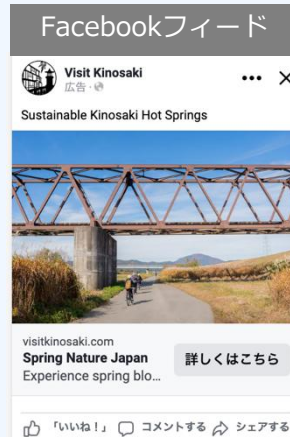 Facebookフィード
Visit Kinosaki
広告・
Sustainable Kinosaki Hot Springs
visitkinosaki.com
Spring Nature Japan
Experience spring blo...
詳しくはこちら
「いいね！」 コメントする シェアする